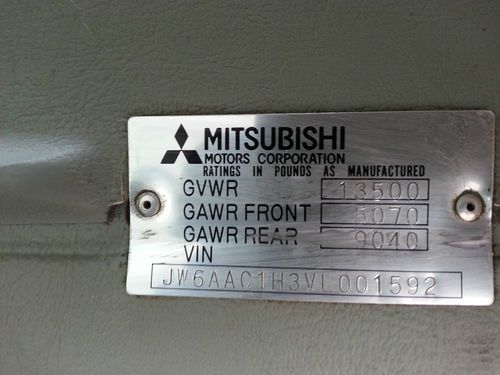 MITSUBISHI
MOTORS CORPORATION
RATINGS IN POUNDS AS MANUFACTURED
GVWR 13500
GAWR FRONT 5070
GAWR REAR 9040
VIN
JW6AAC1H3VL001592